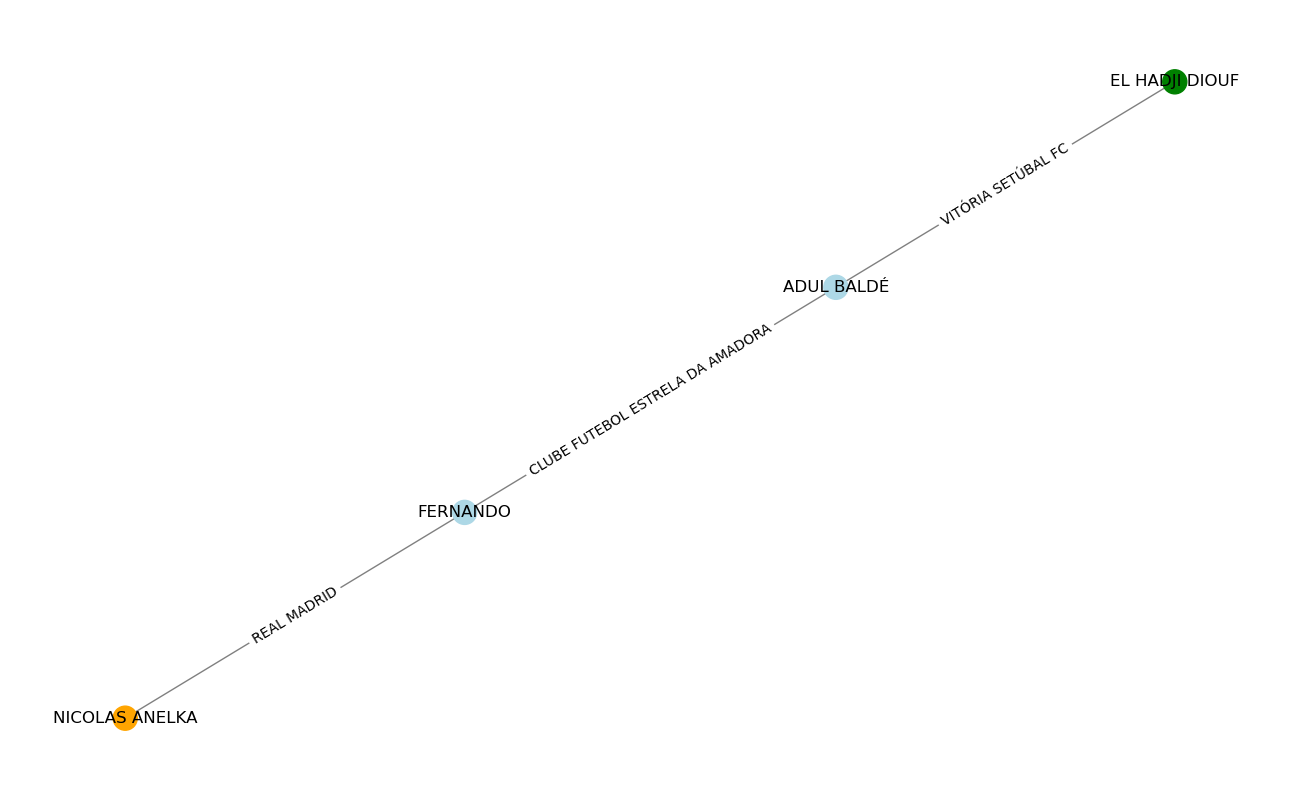 EL HADJI DIOUF
VITÓRIA SETÚBAL FC
ADUL BALDÉ
CLUBE FUTEBOL ESTRELA DA AMADORA
FERNANDO
REAL MADRID
NICOLAS ANELKA